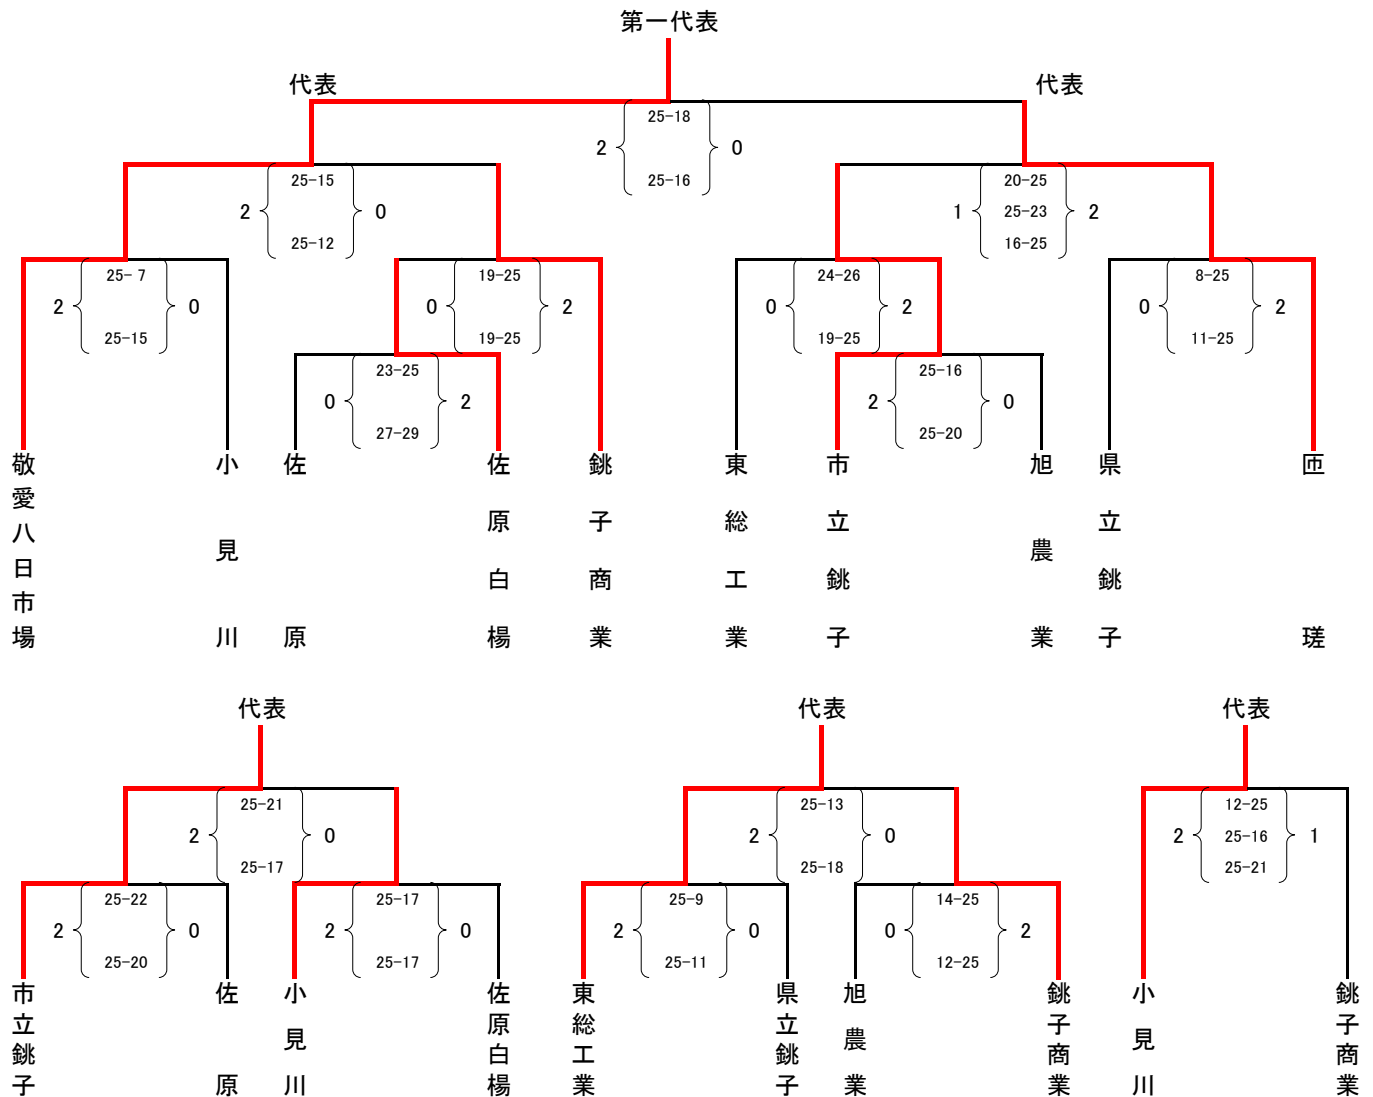 第一代表
代表
代表
25-18
2
0
25-16
25-15
2
0
25-12
20-25
1
25-23
2
16-25
25- 7
2
0
25-15
19-25
0
2
19-25
24-26
0
2
19-25
8-25
0
2
11-25
23-25
0
2
27-29
25-16
2
0
25-20
敬愛八日市場
小見川
佐原
佐原白楊
銚子商業
東総工業
市立銚子
旭農業
県立銚子
匝瑳
代表
代表
代表
25-21
2
0
25-17
25-13
2
0
25-18
12-25
2
25-16
1
25-21
25-22
2
0
25-20
25-17
2
0
25-17
25-9
2
0
25-11
14-25
0
2
12-25
市立銚子
佐原
小見川
佐原白楊
東総工業
県立銚子
旭農業
銚子商業
小見川
銚子商業